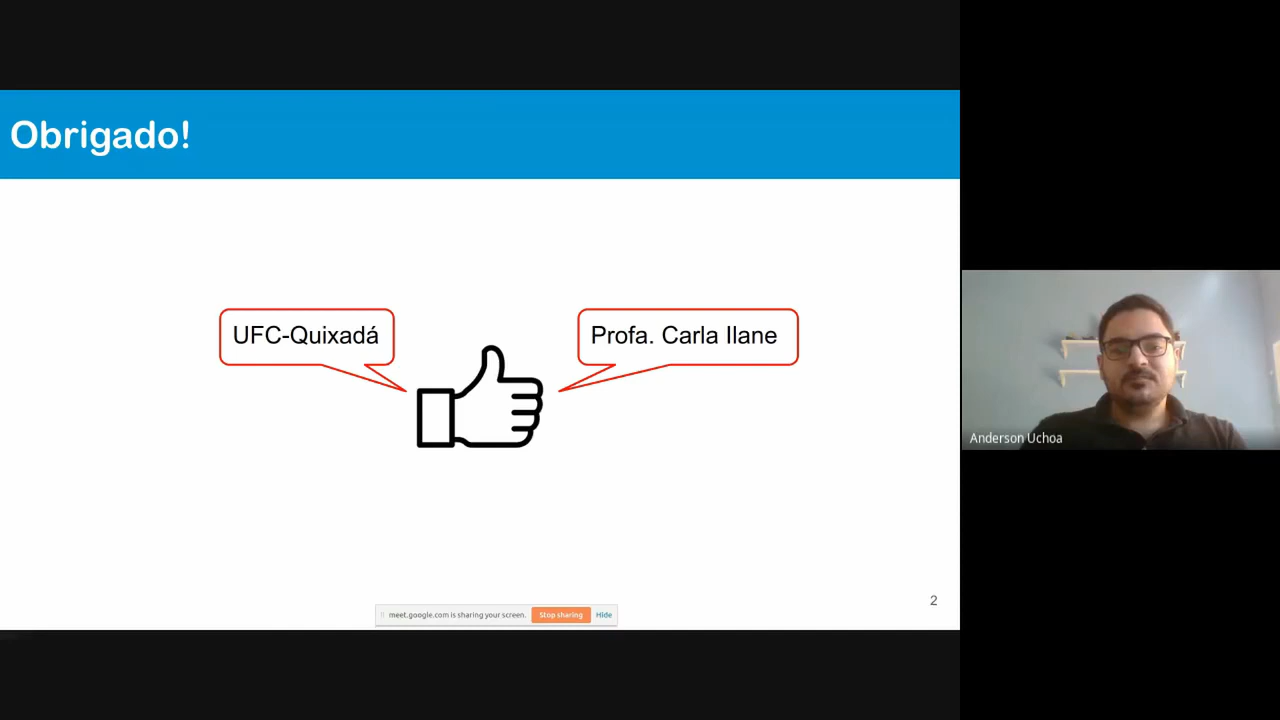 Obrigado!
UFC-Quixadá
Profa. Carla Ilane
Anderson Uchoa
2
meet.google.com is sharing your screen. Stop sharing Hide